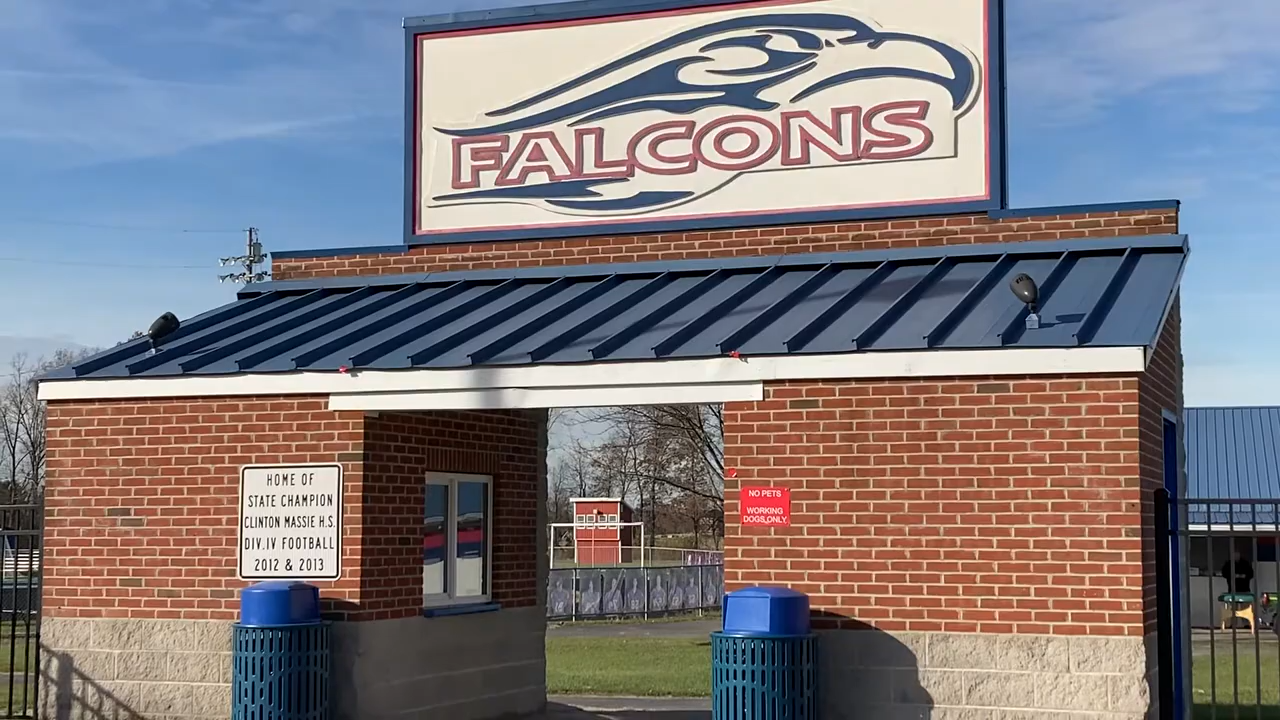 FALCONS
HOME OF
STATE CHAMPION
CLINTON MASSIE H.S.
DIV.IV FOOTBALL
2012 & 2013
NO PETS
WORKING
DOGS ONLY